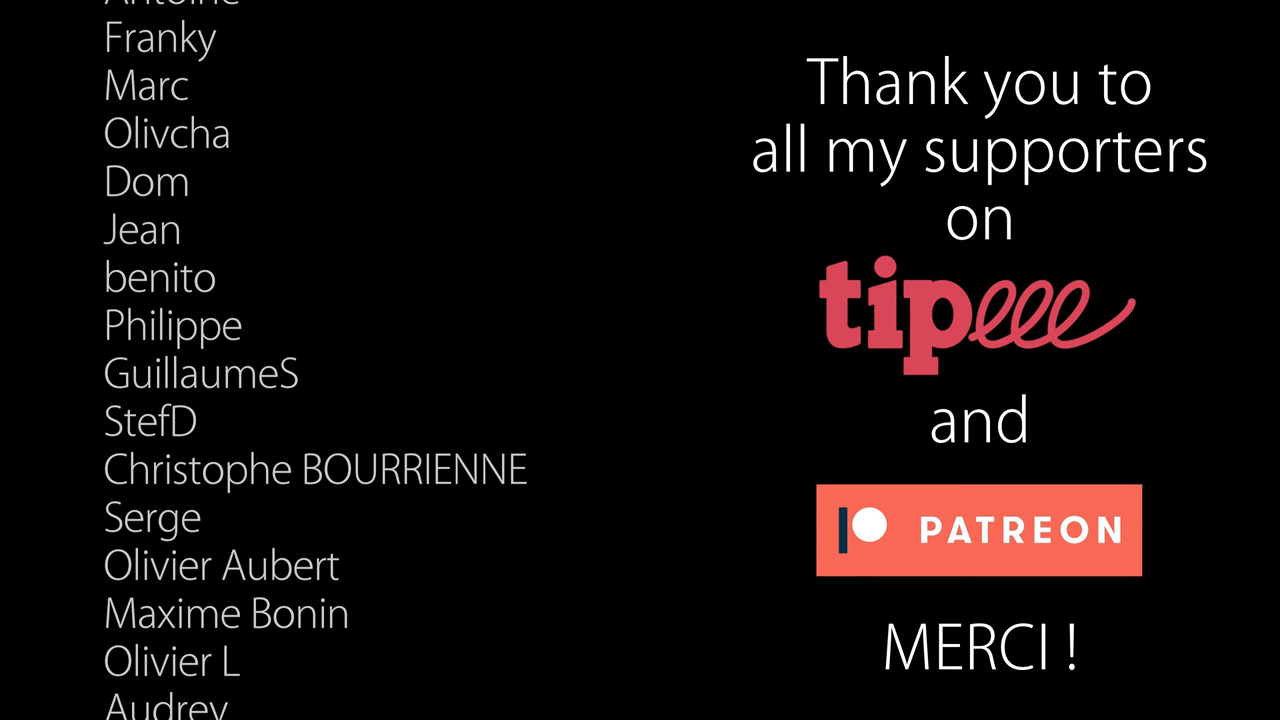 Antoine
Franky
Marc
Olivcha
Dom
Jean
benito
Philippe
GuillaumeS
StefD
Christophe BOURRIENNE
Serge
Olivier Aubert
Maxime Bonin
Olivier L
Audrey
Thank you to
all my supporters
on
tipeee
and
PATREON
MERCI !